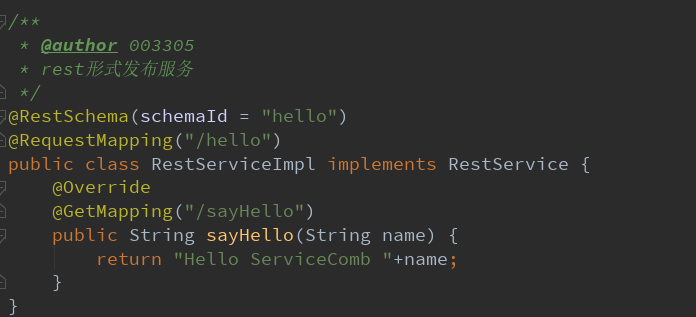 /**
 * @author 003305
 * rest形式发布服务
 */
@RestSchema(schemaId = "hello")
@RequestMapping("/hello")
public class RestServiceImpl implements RestService {
    @Override
    @GetMapping("/sayHello")
    public String sayHello(String name) {
        return "Hello ServiceComb "+name;
    }
}